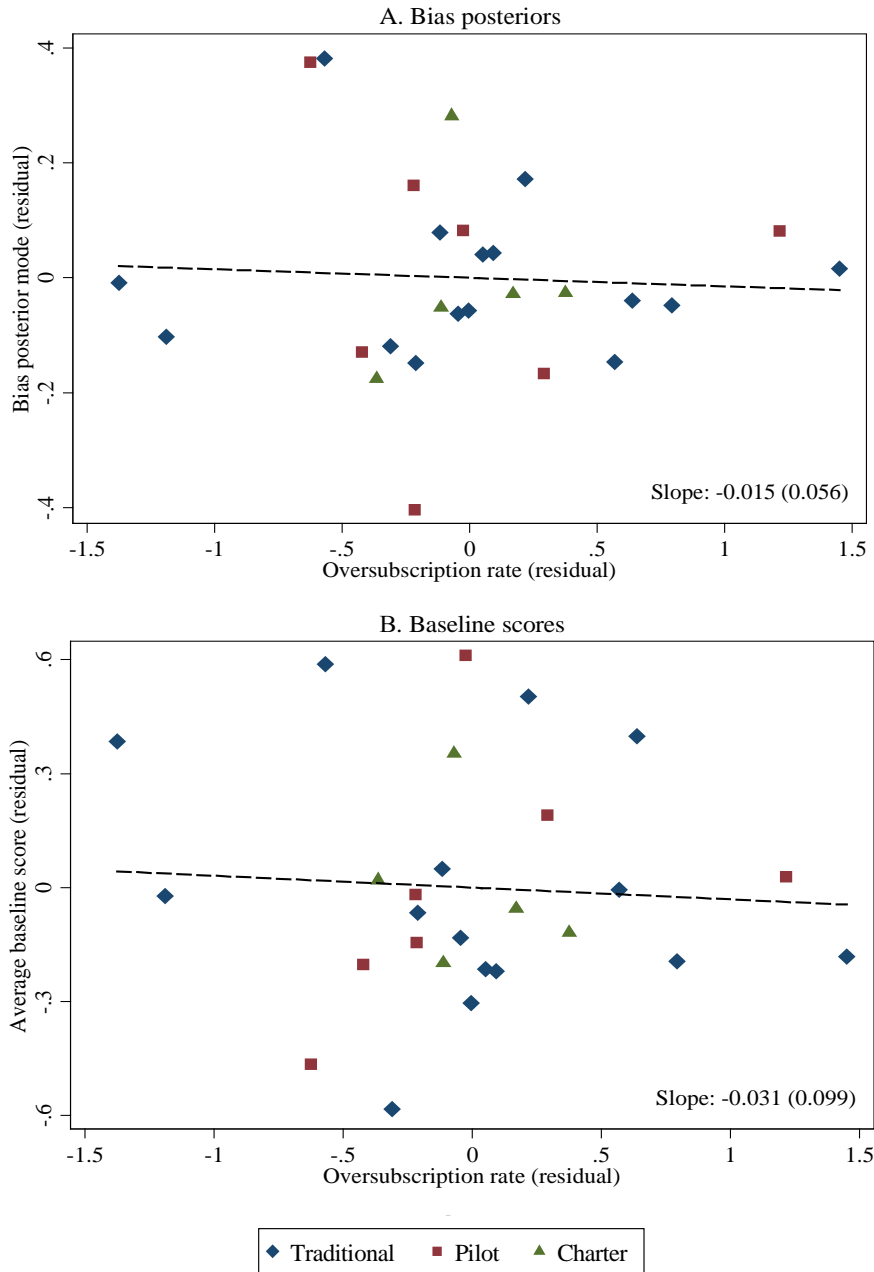 A. Bias posteriors
.4
.2
0
-.2
-.4
Bias posterior mode (residual)
Slope: -0.015 (0.056)
-1.5 -1 -.5 0 .5 1 1.5
Oversubscription rate (residual)
B. Baseline scores
.6
.3
0
-.3
-.6
Average baseline score (residual)
Slope: -0.031 (0.099)
-1.5 -1 -.5 0 .5 1 1.5
Oversubscription rate (residual)
Traditional Pilot Charter